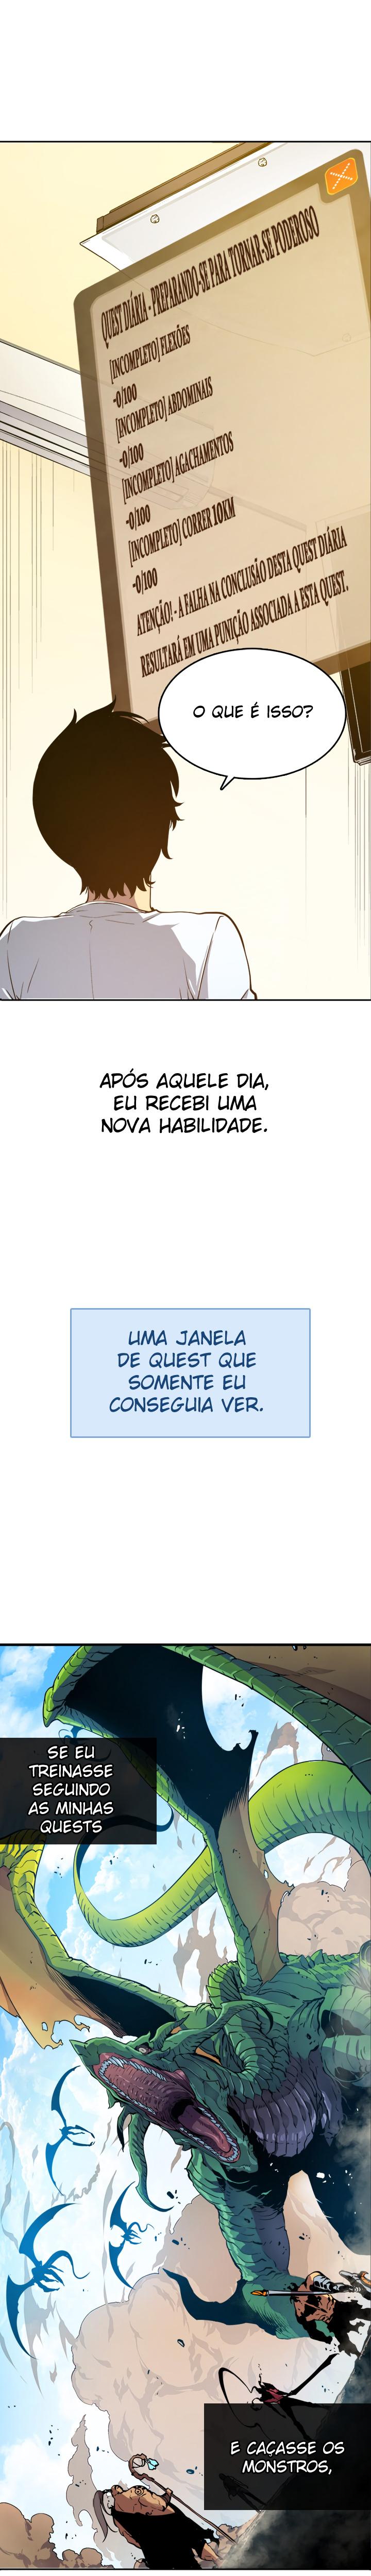 QUEST DIÁRIA - PREPARANDO-SE PARA TORNAR-SE PODEROSO
[INCOMPLETO] FLEXÕES
-0/100
[INCOMPLETO] ABDOMINAIS
-0/100
[INCOMPLETO] AGACHAMENTOS
-0/100
[INCOMPLETO] CORRER 10KM
-0/100
ATENÇÃO! - A FALHA NA CONCLUSÃO DESTA QUEST DIÁRIA
RESULTARÁ EM UMA PUNIÇÃO ASSOCIADA A ESTA QUEST.
O QUE É ISSO?
APÓS AQUELE DIA,
EU RECEBI UMA
NOVA HABILIDADE.
UMA JANELA
DE QUEST QUE
SOMENTE EU
CONSEGUIA VER.
SE EU
TREINASSE
SEGUINDO
AS MINHAS
QUESTS
E CAÇASSE OS
MONSTROS,